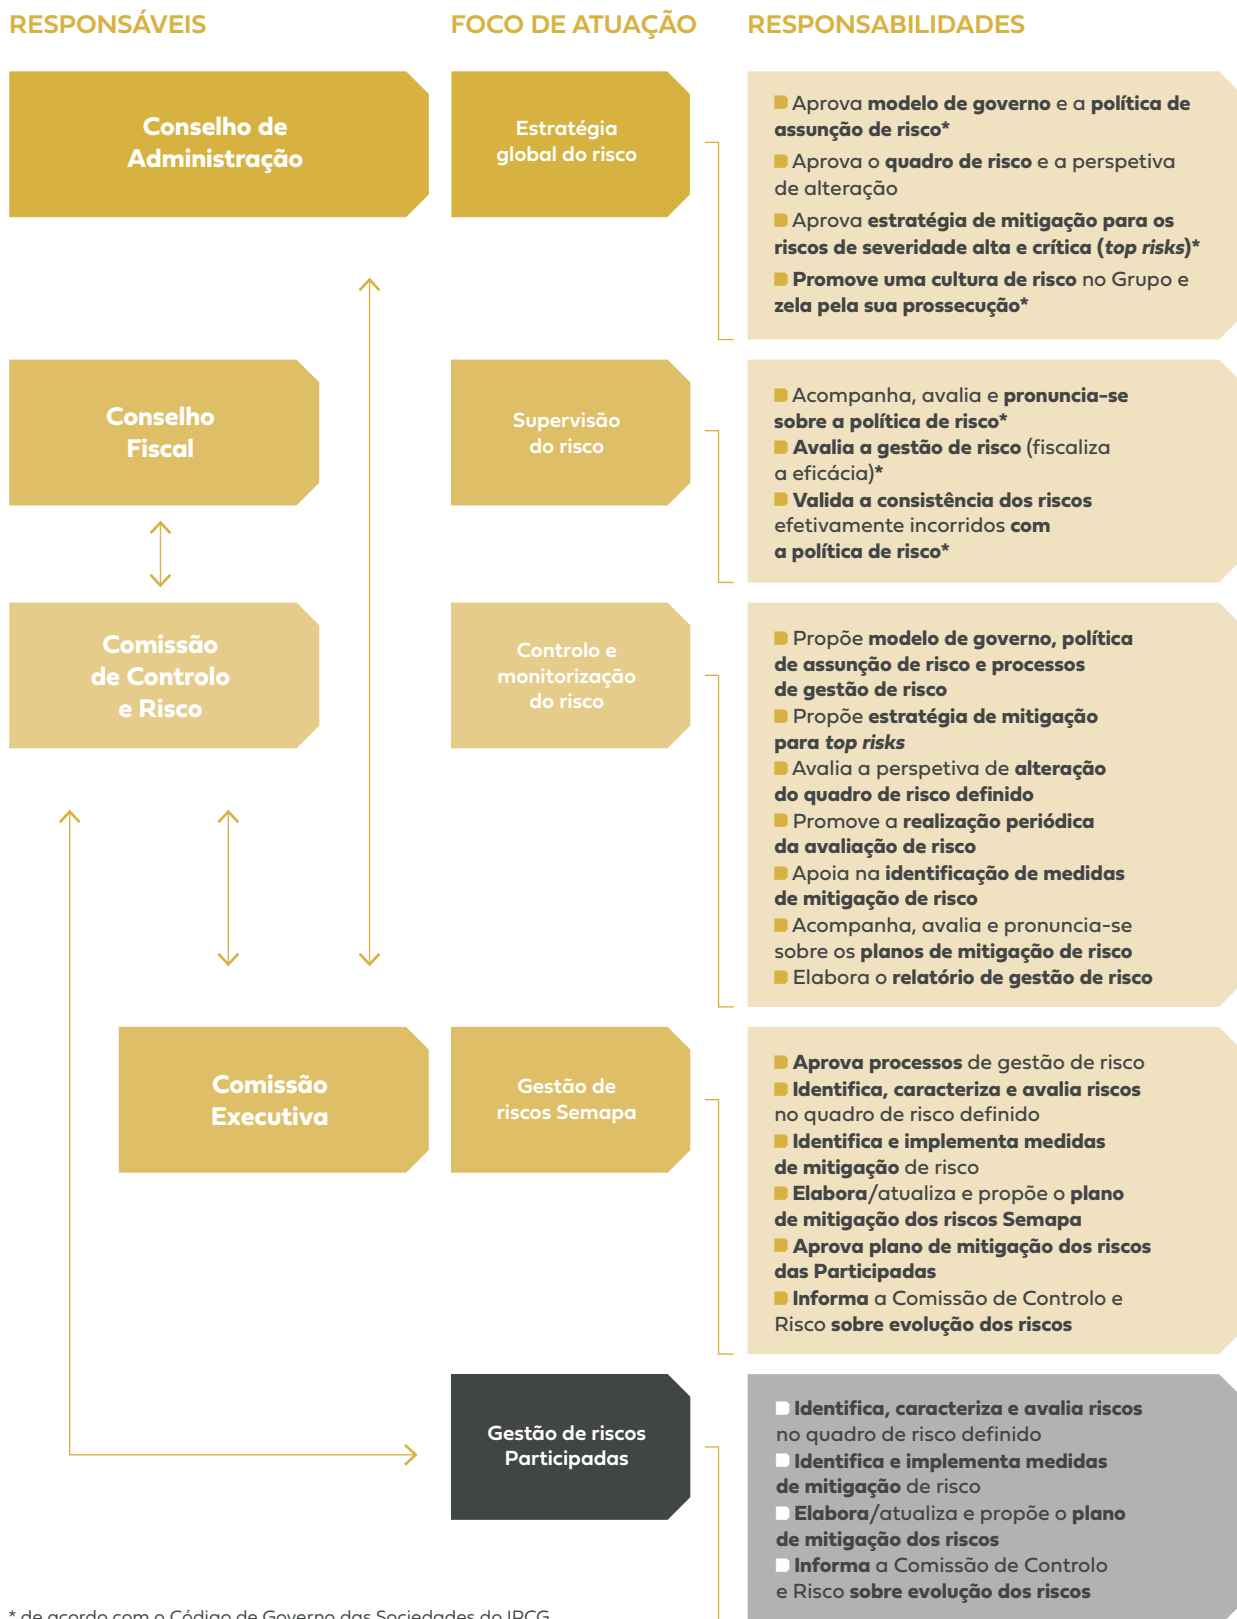 RESPONSÁVEIS
FOCO DE ATUAÇÃO
RESPONSABILIDADES
Conselho de
Administração
Estratégia
global do risco
Aprova modelo de governo e a política de
assunção de risco*
Aprova o quadro de risco e a perspetiva
de alteração
Aprova estratégia de mitigação para os
riscos de severidade alta e crítica (top risks)*
Promove uma cultura de risco no Grupo e
zela pela sua prossecução*
Conselho
Fiscal
Supervisão
do risco
Acompanha, avalia e pronuncia-se
sobre a política de risco*
Avalia a gestão de risco (fiscaliza
a eficácia)*
Valida a consistência dos riscos
efetivamente incorridos com
a política de risco*
Comissão
de Controlo
e Risco
Controlo e
monitorização
do risco
Propõe modelo de governo, política
de assunção de risco e processos
de gestão de risco
Propõe estratégia de mitigação
para top risks
Avalia a perspetiva de alteração
do quadro de risco definido
Promove a realização periódica
da avaliação de risco
Apoia na identificação de medidas
de mitigação de risco
Acompanha, avalia e pronuncia-se
sobre os planos de mitigação de risco
Elabora o relatório de gestão de risco
Comissão
Executiva
Gestão de
riscos Semapa
Aprova processos de gestão de risco
Identifica, caracteriza e avalia riscos
no quadro de risco definido
Identifica e implementa medidas
de mitigação de risco
Elabora/atualiza e propõe o plano
de mitigação dos riscos Semapa
Aprova plano de mitigação dos riscos
das Participadas
Informa a Comissão de Controlo e
Risco sobre evolução dos riscos
Gestão de riscos
Participadas
Identifica, caracteriza e avalia riscos
no quadro de risco definido
Identifica e implementa medidas
de mitigação de risco
Elabora/atualiza e propõe o plano
de mitigação dos riscos
Informa a Comissão de Controlo
e Risco sobre evolução dos riscos
* de acordo com o Código de Governo das Sociedades do IPCG